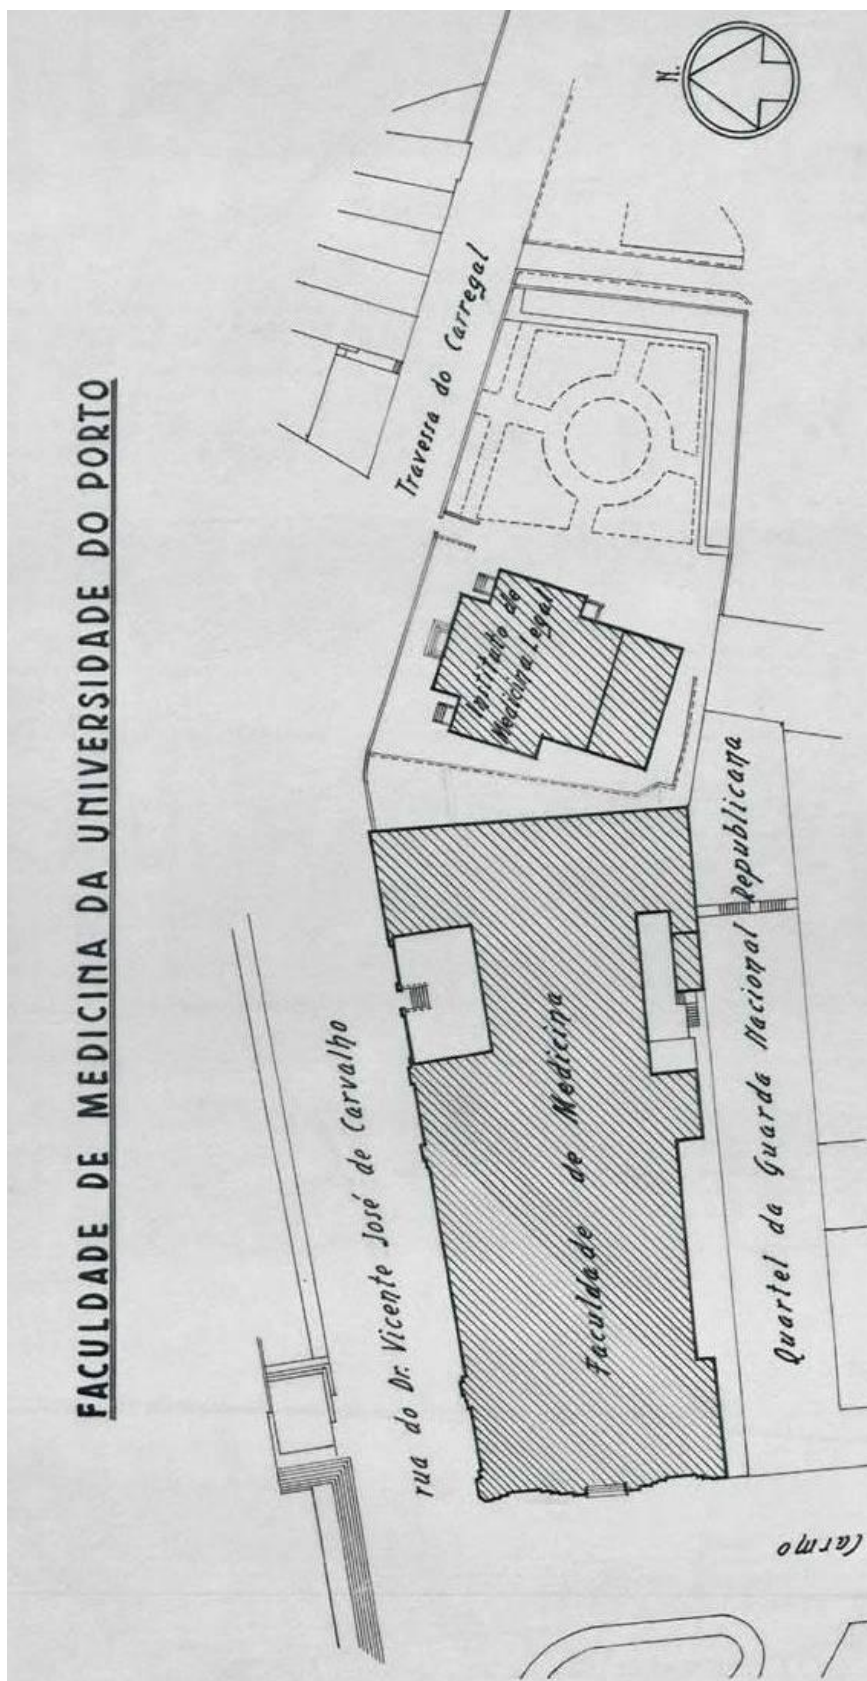 FACULDADE DE MEDICINA DA UNIVERSIDADE DO PORTO
N.
Travessa do Carregal
Instituto de
Medicina Legal
rua do Dr. Vicente José de Carvalho
Faculdade de Medicina
Quartel da Guarda Nacional Republicana
Carmo